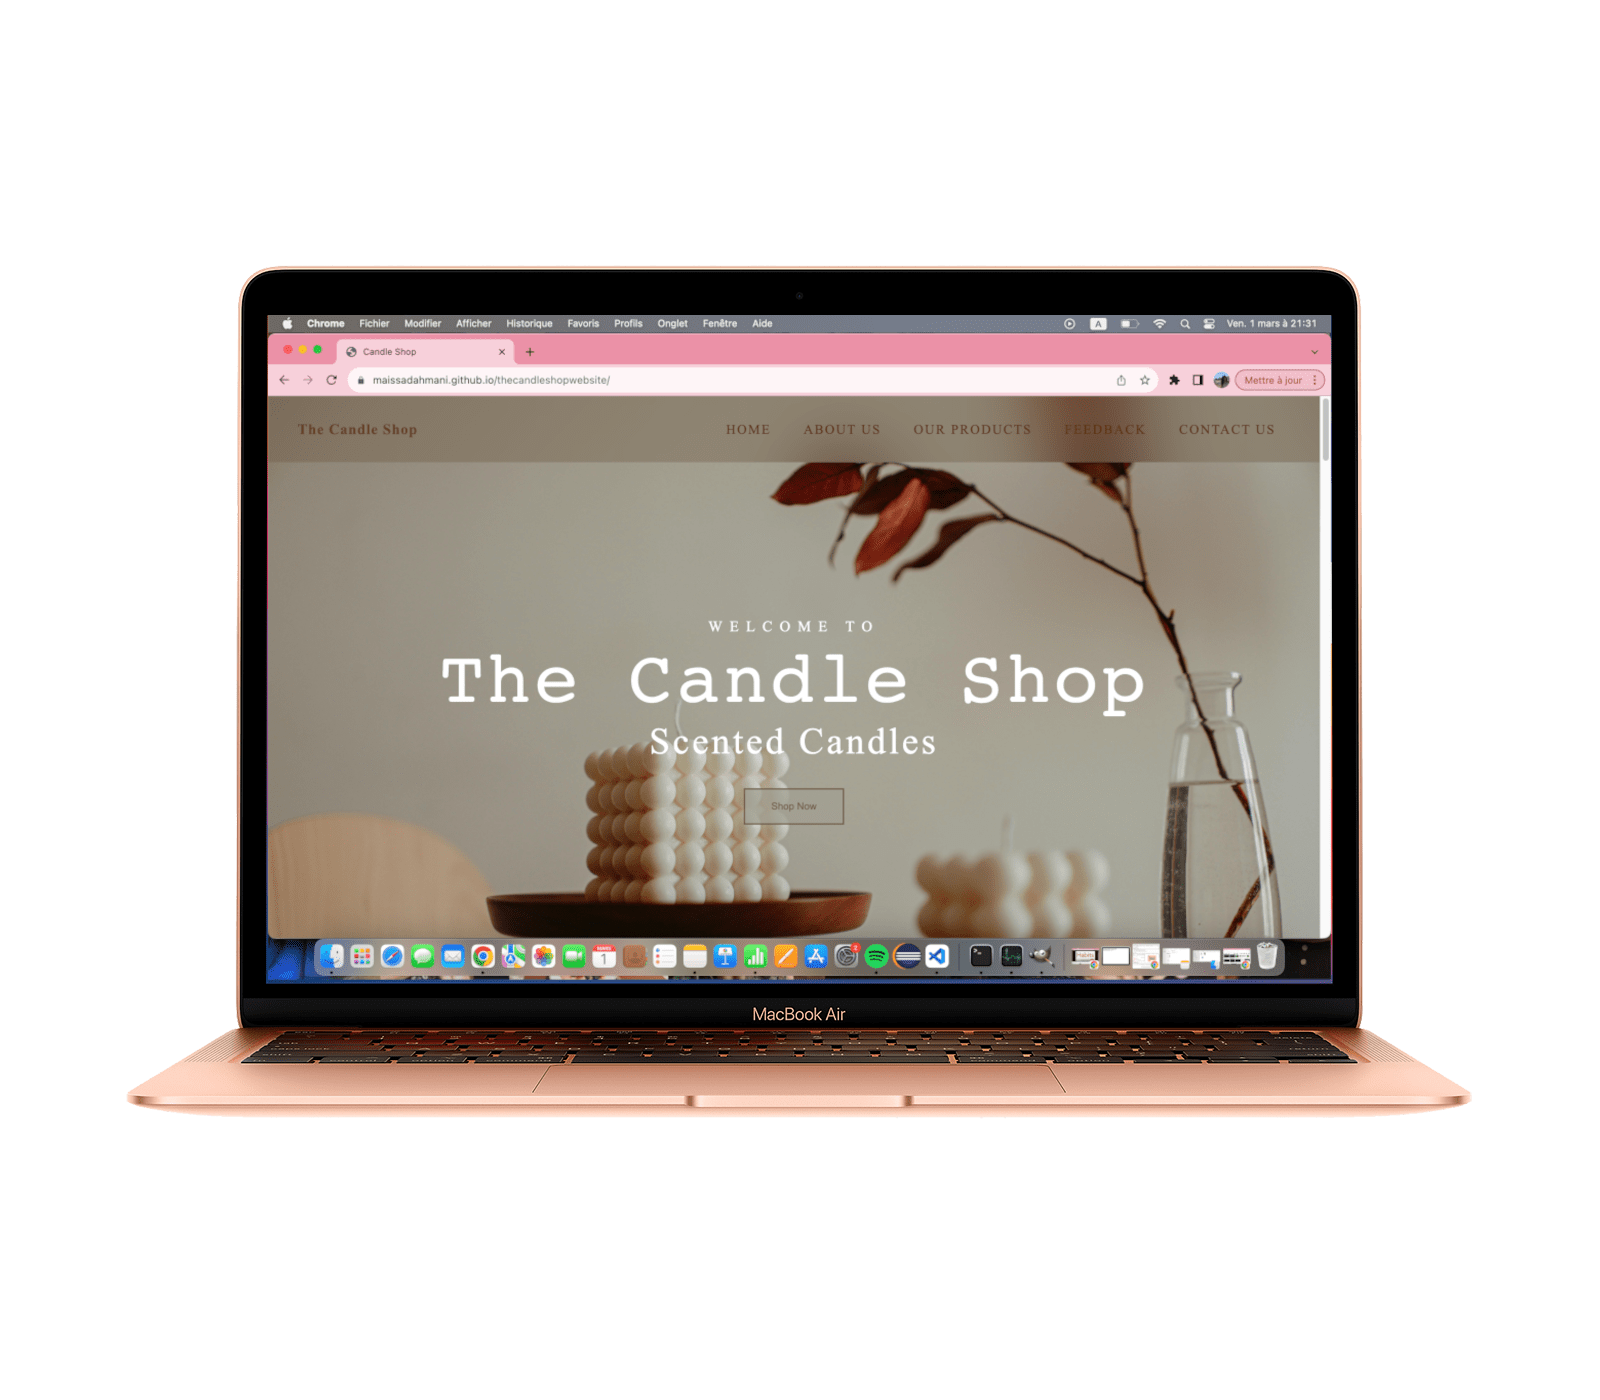 Chrome Fichier Modifier Afficher Historique Favoris Profils Onglet Fenêtre Aide A Ven. 1 mars à 21:31
Candle Shop
maissadahmani.github.io/thecandleshopwebsite/ Mettre à jour
The Candle Shop HOME ABOUT US OUR PRODUCTS FEEDBACK CONTACT US
WELCOME TO
The Candle Shop
Scented Candles
Shop Now
MacBook Air